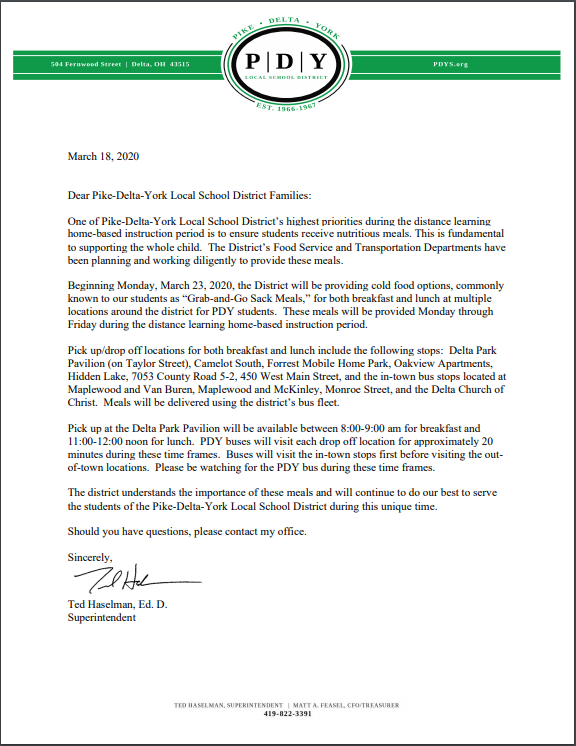 PIKE • DELTA • YORK
504 Fernwood Street | Delta, OH 43515
P|D|Y
LOCAL SCHOOL DISTRICT
PDYS.org
EST. 1966-1967
March 18, 2020
Dear Pike-Delta-York Local School District Families:
One of Pike-Delta-York Local School District's highest priorities during the distance learning
home-based instruction period is to ensure students receive nutritious meals. This is fundamental
to supporting the whole child.  The District's Food Service and Transportation Departments have
been planning and working diligently to provide these meals.
Beginning Monday, March 23, 2020, the District will be providing cold food options, commonly
known to our students as “Grab-and-Go Sack Meals,” for both breakfast and lunch at multiple
locations around the district for PDY students.  These meals will be provided Monday through
Friday during the distance learning home-based instruction period.
Pick up/drop off locations for both breakfast and lunch include the following stops:  Delta Park
Pavilion (on Taylor Street), Camelot South, Forrest Mobile Home Park, Oakview Apartments,
Hidden Lake, 7053 County Road 5-2, 450 West Main Street, and the in-town bus stops located at
Maplewood and Van Buren, Maplewood and McKinley, Monroe Street, and the Delta Church of
Christ.  Meals will be delivered using the district's bus fleet.
Pick up at the Delta Park Pavilion will be available between 8:00-9:00 am for breakfast and
11:00-12:00 noon for lunch.  PDY buses will visit each drop off location for approximately 20
minutes during these time frames.  Buses will visit the in-town stops first before visiting the out-
of-town locations.  Please be watching for the PDY bus during these time frames.
The district understands the importance of these meals and will continue to do our best to serve
the students of the Pike-Delta-York Local School District during this unique time.
Should you have questions, please contact my office.
Sincerely,
Ted Haselman, Ed. D.
Superintendent
TED HASELMAN, SUPERINTENDENT | MATT A. FEASEL, CFO/TREASURER
419-822-3391